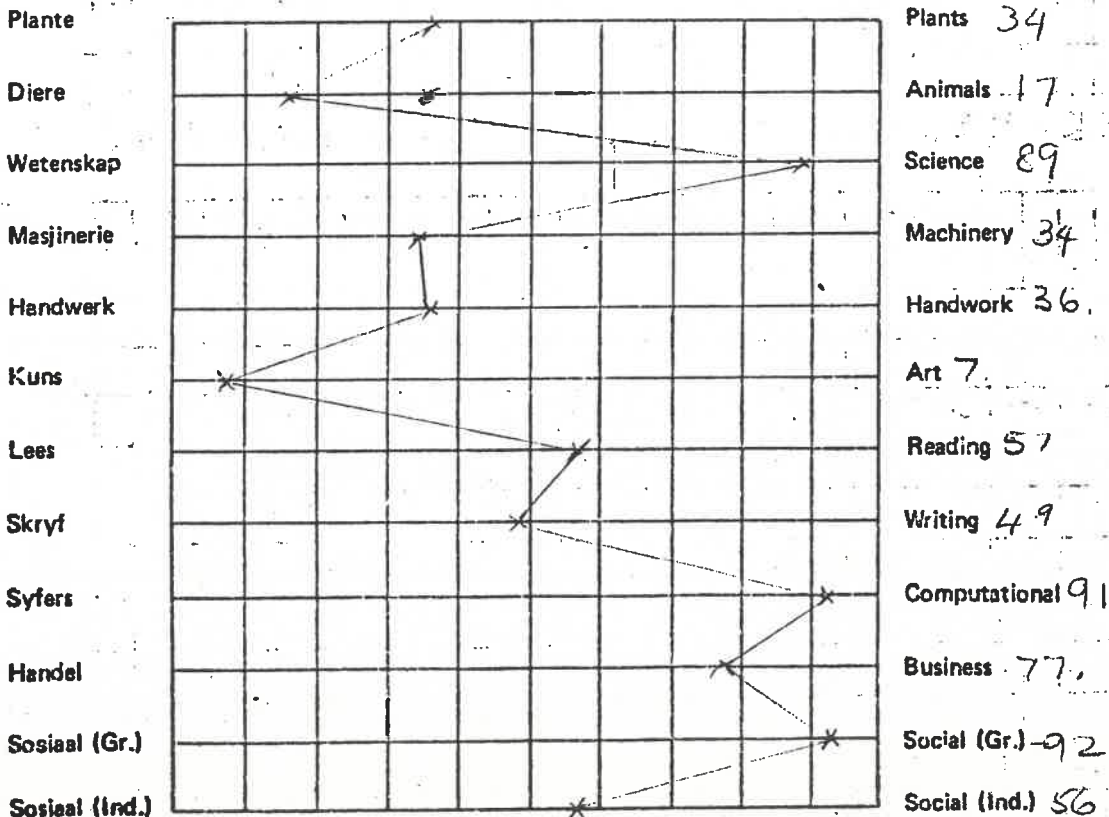 Plante Plants 34
Diere Animals 17
Wetenskap Science 89
Masjinerie Machinery 34
Handwerk Handwork 36.
Kuns Art 7.
Lees Reading 57
Skryf Writing 49
Syfers Computational 91
Handel Business 77.
Sosiaal (Gr.) Social (Gr.) 92
Sosiaal (Ind.) Social (Ind.) 56